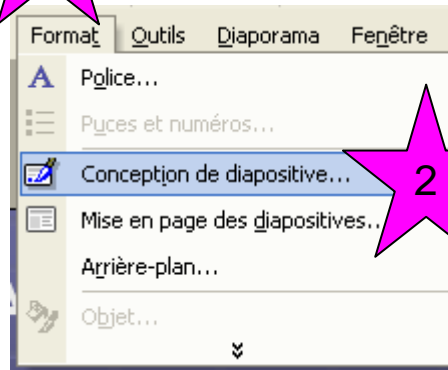 Format Outils Diaporama Fenêtre
Police...
Puces et numéros...
Conception de diapositive...
2
Mise en page des diapositives..
Arrière-plan...
Objet...